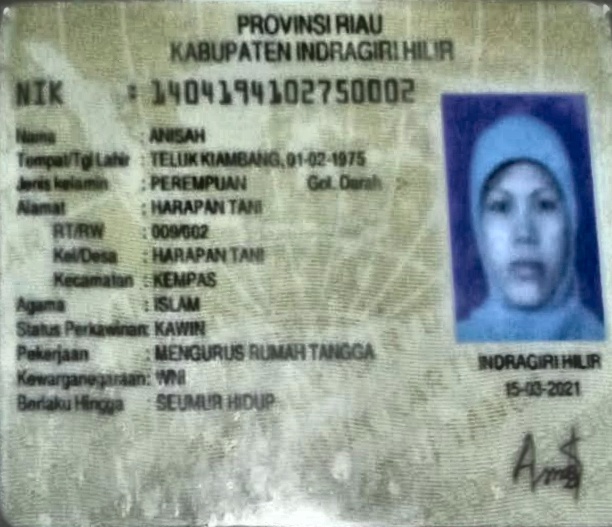 PROVINSI RIAU
KABUPATEN INDRAGIRI HILIR
NIK : 1404194102750002
Nama : ANISAH
Tempat/Tgl Lahir : TELUK KIAMBANG, 01-02-1975
Jenis kelamin : PEREMPUAN Gol. Darah :
Alamat : HARAPAN TANI
RT/RW : 009/002
Kel/Desa : HARAPAN TANI
Kecamatan : KEMPAS
Agama : ISLAM
Status Perkawinan: KAWIN
Pekerjaan : MENGURUS RUMAH TANGGA
Kewarganegaraan: WNI
Berlaku Hingga : SEUMUR HIDUP
INDRAGIRI HILIR
15-03-2021